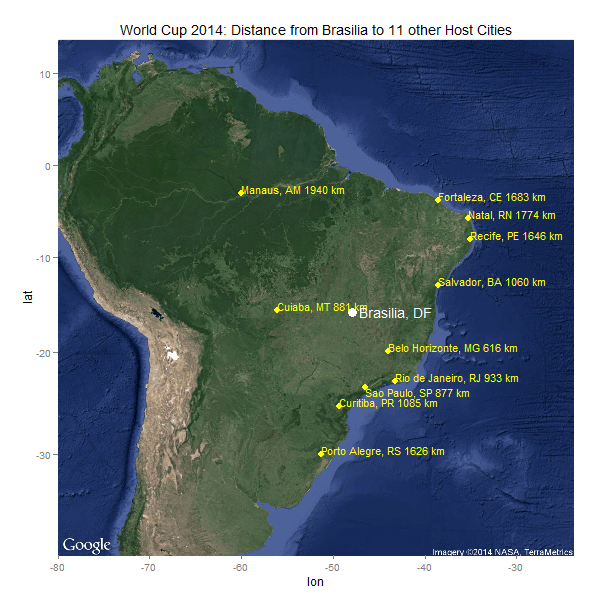 World Cup 2014: Distance from Brasilia to 11 other Host Cities
10
0
-10
-20
-30
lat
Manaus, AM 1940 km
Fortaleza, CE 1683 km
Natal, RN 1774 km
Recife, PE 1646 km
Salvador, BA 1060 km
Cuiaba, MT 881 km
Brasilia, DF
Belo Horizonte, MG 616 km
Rio de Janeiro, RJ 933 km
Sao Paulo, SP 877 km
Curitiba, PR 1085 km
Porto Alegre, RS 1626 km
Google
Imagery ©2014 NASA, TerraMetrics
-80 -70 -60 -50 -40 -30
lon